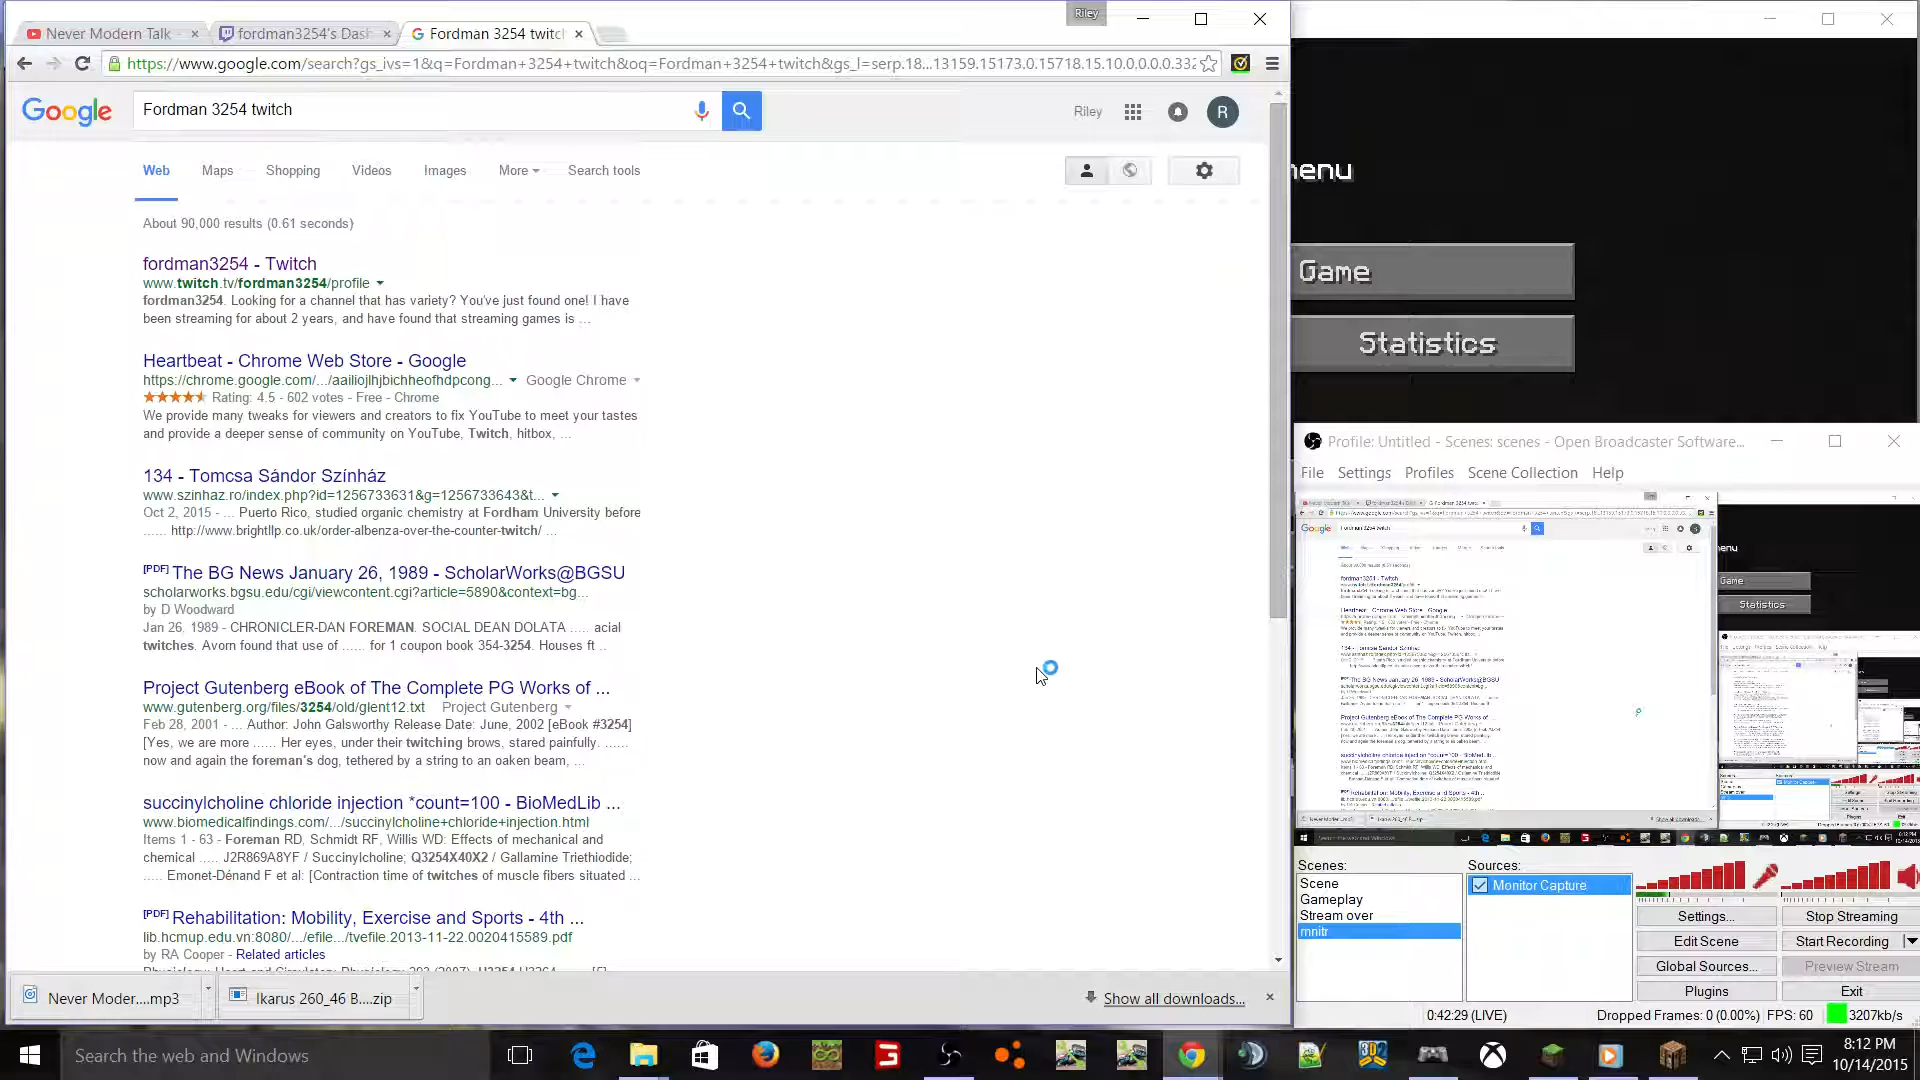 Riley
Never Modern Talk
fordman3254's Dash
Fordman 3254 twitch
https://www.google.com/search?gs_ivs=1&q=Fordman+3254+twitch&oq=Fordman+3254+twitch&gs_l=serp.18...13159.15173.0.15718.15.10.0.0.0.0.332
Google
Fordman 3254 twitch
Riley
R
Web Maps Shopping Videos Images More Search tools
About 90,000 results (0.61 seconds)
fordman3254 - Twitch
www.twitch.tv/fordman3254/profile
fordman3254. Looking for a channel that has variety? You've just found one! I have
been streaming for about 2 years, and have found that streaming games is ...
Heartbeat - Chrome Web Store - Google
https://chrome.google.com/.../aailiojlhjbichheofhdpcong... Google Chrome
Rating: 4.5 - 602 votes - Free - Chrome
We provide many tweaks for viewers and creators to fix YouTube to meet your tastes
and provide a deeper sense of community on YouTube, Twitch, hitbox, ...
134 - Tomcsa Sándor Színház
www.szinhaz.ro/index.php?id=1256733631&g=1256733643&t...
Oct 2, 2015 - ... Puerto Rico, studied organic chemistry at Fordham University before
...... http://www.brightllp.co.uk/order-albenza-over-the-counter-twitch/ ...
[PDF] The BG News January 26, 1989 - ScholarWorks@BGSU
scholarworks.bgsu.edu/cgi/viewcontent.cgi?article=5890&context=bg...
by D Woodward
Jan 26, 1989 - CHRONICLER-DAN FOREMAN. SOCIAL DEAN DOLATA ..... acial
twitches. Avorn found that use of ...... for 1 coupon book 354-3254. Houses ft ...
Project Gutenberg eBook of The Complete PG Works of ...
www.gutenberg.org/files/3254/old/glent12.txt Project Gutenberg
Feb 28, 2001 - ... Author: John Galsworthy Release Date: June, 2002 [eBook #3254]
[Yes, we are more ...... Her eyes, under their twitching brows, stared painfully. ......
now and again the foreman's dog, tethered by a string to an oaken beam, ...
succinylcholine chloride injection *count=100 - BioMedLib ...
www.biomedicalfindings.com/.../succinylcholine+chloride+injection.html
Items 1 - 63 - Foreman RD, Schmidt RF, Willis WD: Effects of mechanical and
chemical ..... J2R869A8YF / Succinylcholine; Q3254X40X2 / Gallamine Triethiodide;
..... Emonet-Dénand F et al: [Contraction time of twitches of muscle fibers situated ...
[PDF] Rehabilitation: Mobility, Exercise and Sports - 4th ...
lib.hcmup.edu.vn:8080/.../efile.../tvefile.2013-11-22.0020415589.pdf
by RA Cooper - Related articles
Never Moder....mp3
Ikarus 260_46 B....zip
Show all downloads...
enu
Game
Statistics
Profile: Untitled - Scenes: scenes - Open Broadcaster Software...
File Settings Profiles Scene Collection Help
Scenes:
Scene
Gameplay
Stream over
mnitr
Sources:
Monitor Capture
Settings...
Stop Streaming
Edit Scene
Start Recording
Global Sources...
Preview Stream
Plugins
Exit
0:42:29 (LIVE)
Dropped Frames: 0 (0.00%)
FPS: 60
3207kb/s
Search the web and Windows
8:12 PM
10/14/2015